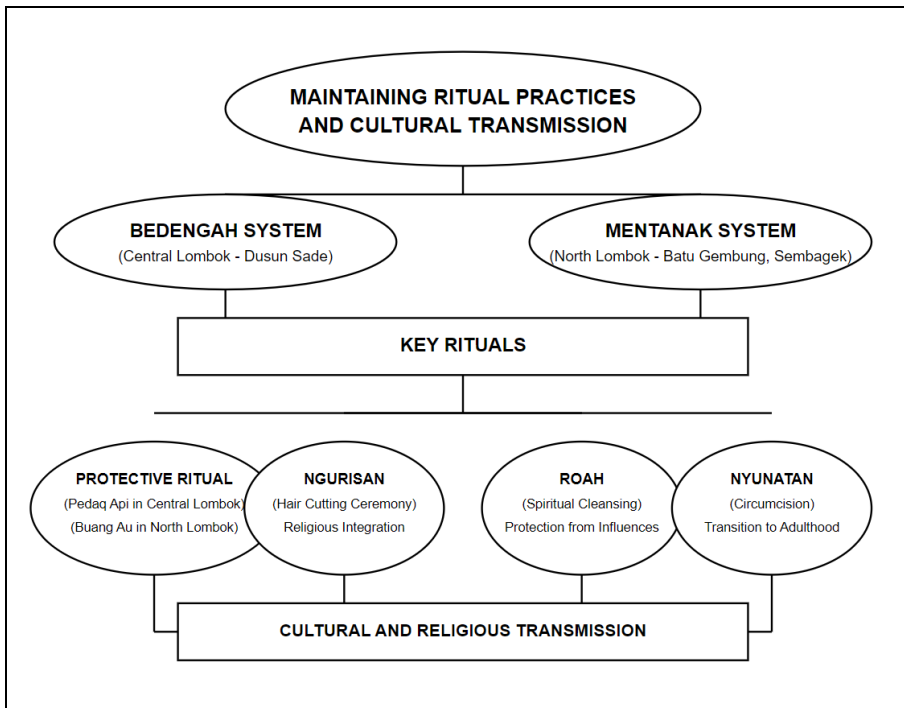 MAINTAINING RITUAL PRACTICES
AND CULTURAL TRANSMISSION
BEDENGAH SYSTEM
(Central Lombok - Dusun Sade)
MENTANAK SYSTEM
(North Lombok - Batu Gembung, Sembagek)
KEY RITUALS
PROTECTIVE RITUAL
(Pedaq Api in Central Lombok)
(Buang Au in North Lombok)
NGURISAN
(Hair Cutting Ceremony)
Religious Integration
ROAH
(Spiritual Cleansing)
Protection from Influences
NYUNATAN
(Circumcision)
Transition to Adulthood
CULTURAL AND RELIGIOUS TRANSMISSION